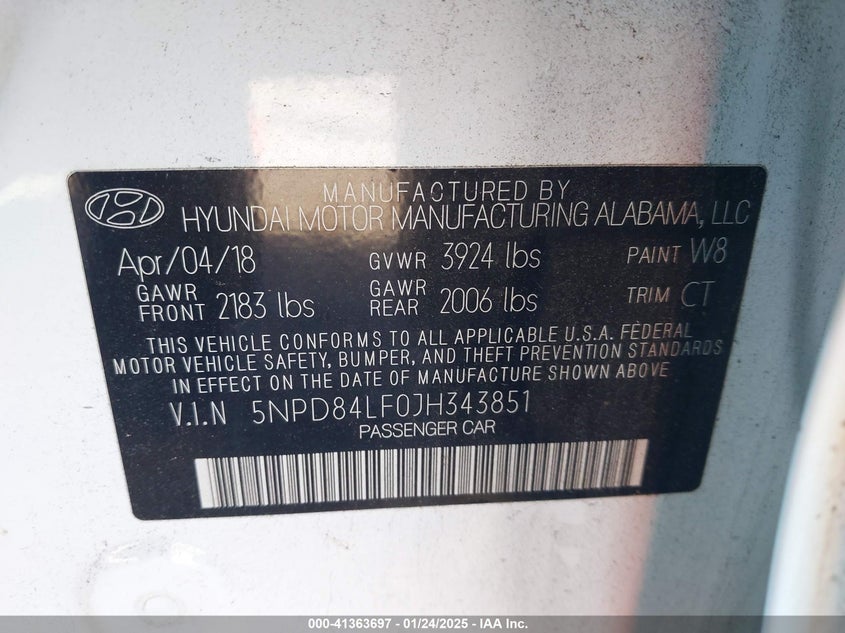 MANUFACTURED BY
HYUNDAI MOTOR MANUFACTURING ALABAMA, LLC
Apr/04/18 GVWR 3924 lbs PAINT W8
GAWR FRONT 2183 lbs GAWR REAR 2006 lbs TRIM CT
THIS VEHICLE CONFORMS TO ALL APPLICABLE U.S.A. FEDERAL
MOTOR VEHICLE SAFETY, BUMPER, AND THEFT PREVENTION STANDARDS
IN EFFECT ON THE DATE OF MANUFACTURE SHOWN ABOVE
V.I.N 5NPD84LF0JH343851
PASSENGER CAR
000-41363697 - 01/24/2025 - IAA Inc.